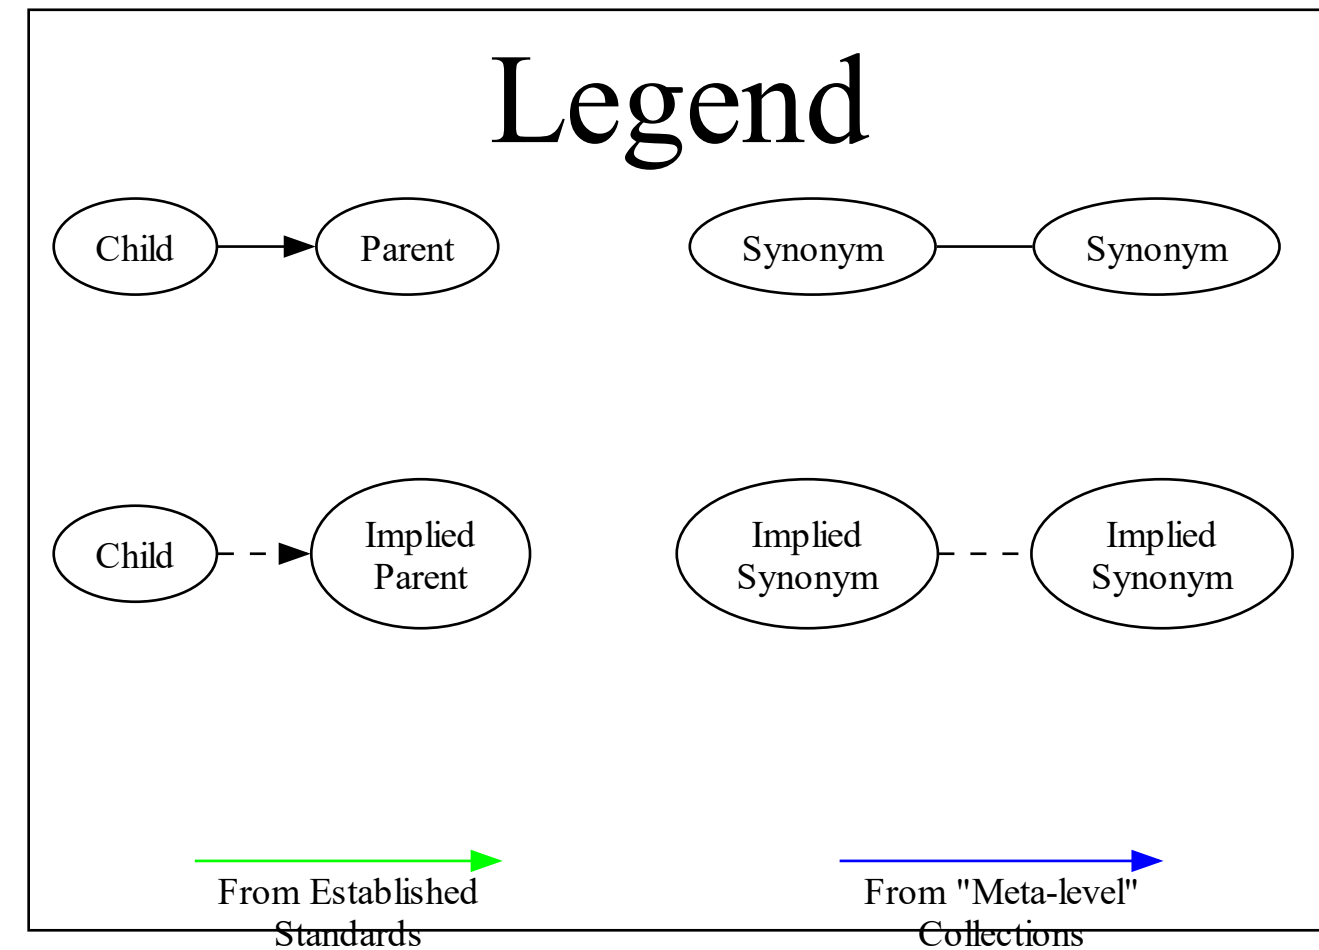 Legend
Child
Parent
Synonym
Synonym
Child
Implied
Parent
Implied
Synonym
Implied
Synonym
From Established
Standards
From "Meta-level"
Collections